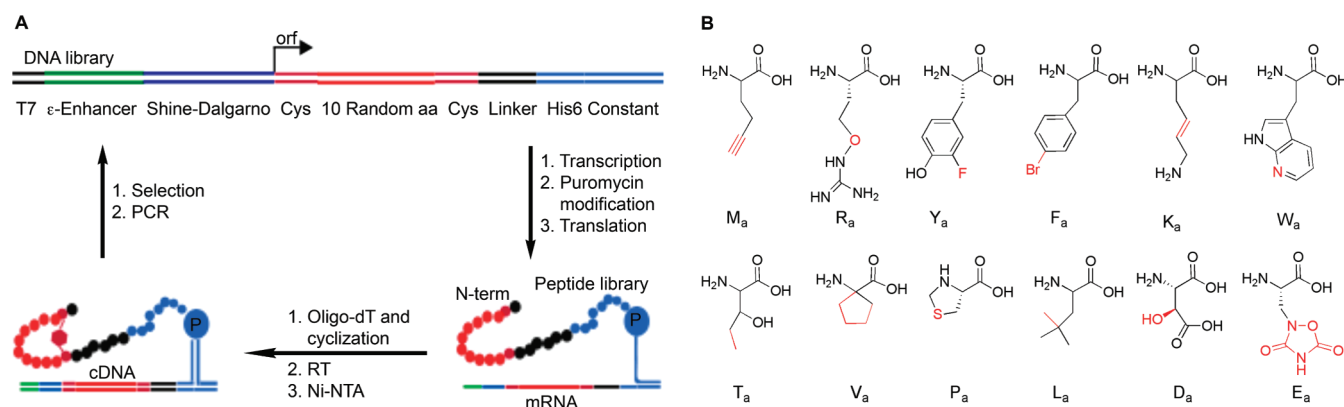 A
DNA library
orf
T7 ε-Enhancer Shine-Dalgarno Cys 10 Random aa Cys Linker His6 Constant
1. Selection
2. PCR
1. Transcription
2. Puromycin
modification
3. Translation
N-term
Peptide library
P
P
1. Oligo-dT and
cyclization
2. RT
3. Ni-NTA
cDNA
mRNA
B
H2N O OH
H2N O OH O HN HN NH2
H2N O OH HO F
H2N O OH Br
H2N O OH H2N
H2N O OH HN N
Ma Ra Ya Fa Ka Wa
H2N O OH OH
H2N O OH
H N O OH S
H2N O OH
H2N O OH HO OH O
H2N O OH N O O O N H
Ta Va Pa La Da Ea